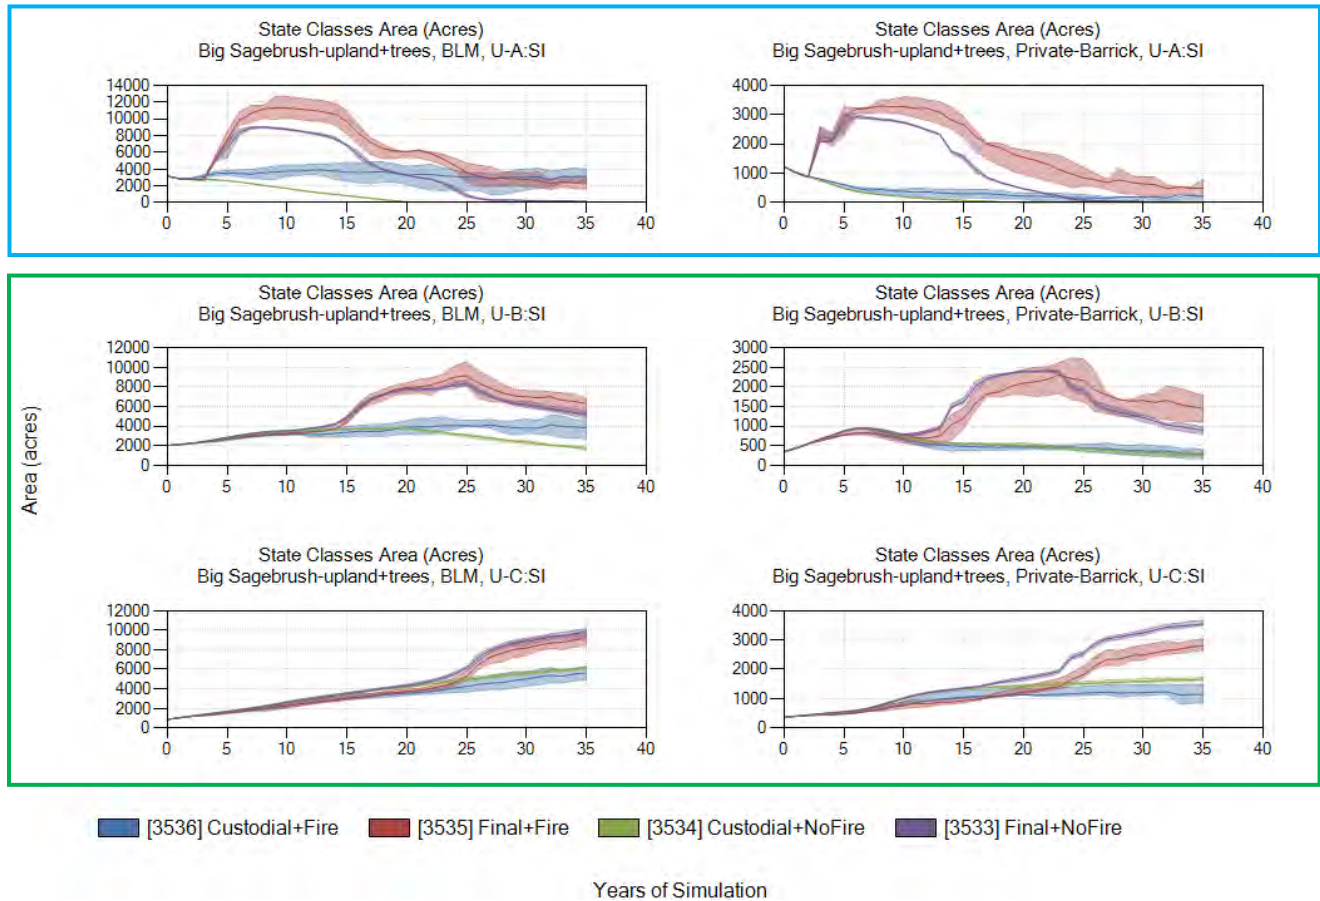 State Classes Area (Acres)
Big Sagebrush-upland+trees, BLM, U-A:SI
14000
12000
10000
8000
6000
4000
2000
0
0 5 10 15 20 25 30 35 40
State Classes Area (Acres)
Big Sagebrush-upland+trees, Private-Barrick, U-A:SI
4000
3000
2000
1000
0
0 5 10 15 20 25 30 35 40
Area (acres)
State Classes Area (Acres)
Big Sagebrush-upland+trees, BLM, U-B:SI
12000
10000
8000
6000
4000
2000
0
0 5 10 15 20 25 30 35 40
State Classes Area (Acres)
Big Sagebrush-upland+trees, Private-Barrick, U-B:SI
3000
2500
2000
1500
1000
500
0
0 5 10 15 20 25 30 35 40
State Classes Area (Acres)
Big Sagebrush-upland+trees, BLM, U-C:SI
12000
10000
8000
6000
4000
2000
0
0 5 10 15 20 25 30 35 40
State Classes Area (Acres)
Big Sagebrush-upland+trees, Private-Barrick, U-C:SI
4000
3000
2000
1000
0
0 5 10 15 20 25 30 35 40
[3536] Custodial+Fire [3535] Final+Fire [3534] Custodial+NoFire [3533] Final+NoFire
Years of Simulation